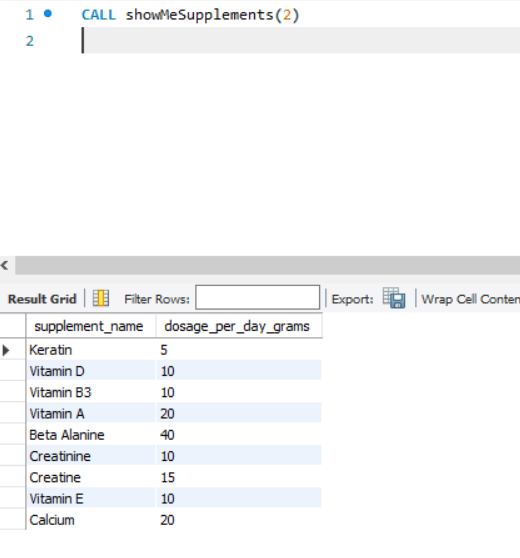 1 CALL showMeSupplements(2)
2
Result Grid Filter Rows: Export: Wrap Cell Conten
supplement_name dosage_per_day_grams
Keratin 5
Vitamin D 10
Vitamin B3 10
Vitamin A 20
Beta Alanine 40
Creatinine 10
Creatine 15
Vitamin E 10
Calcium 20